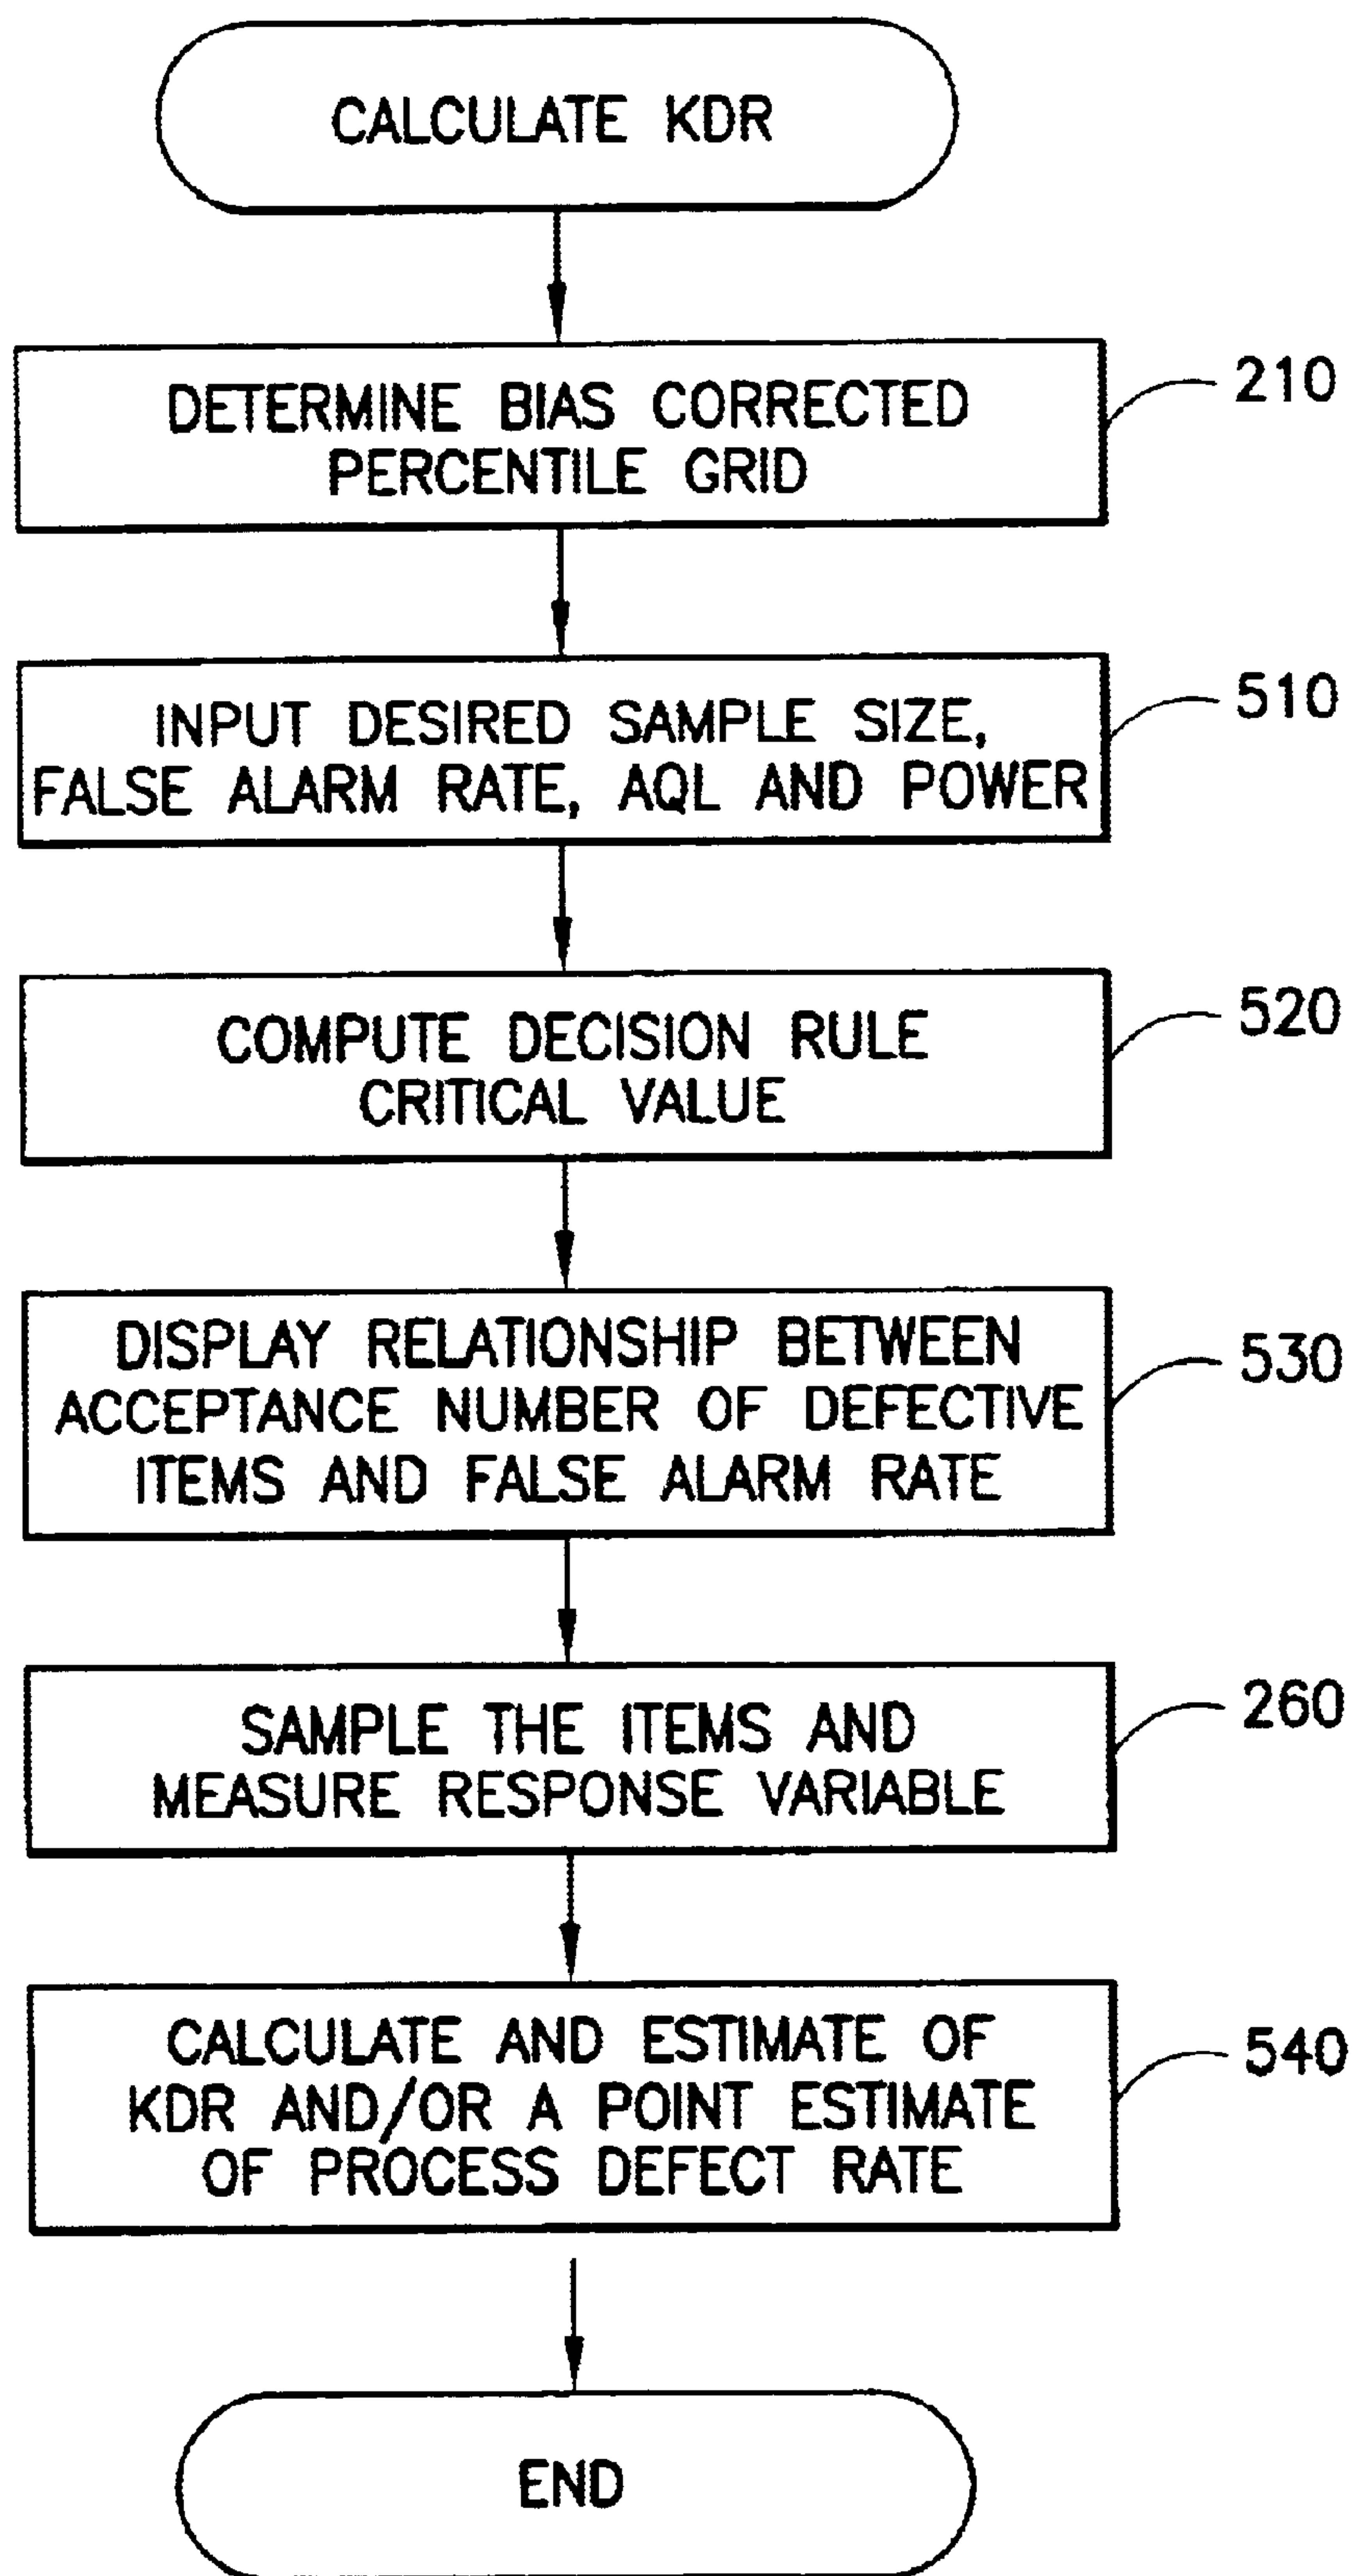 CALCULATE KDR
DETERMINE BIAS CORRECTED
PERCENTILE GRID
210
INPUT DESIRED SAMPLE SIZE,
FALSE ALARM RATE, AQL AND POWER
510
COMPUTE DECISION RULE
CRITICAL VALUE
520
DISPLAY RELATIONSHIP BETWEEN
ACCEPTANCE NUMBER OF DEFECTIVE
ITEMS AND FALSE ALARM RATE
530
SAMPLE THE ITEMS AND
MEASURE RESPONSE VARIABLE
260
CALCULATE AND ESTIMATE OF
KDR AND/OR A POINT ESTIMATE
OF PROCESS DEFECT RATE
540
END